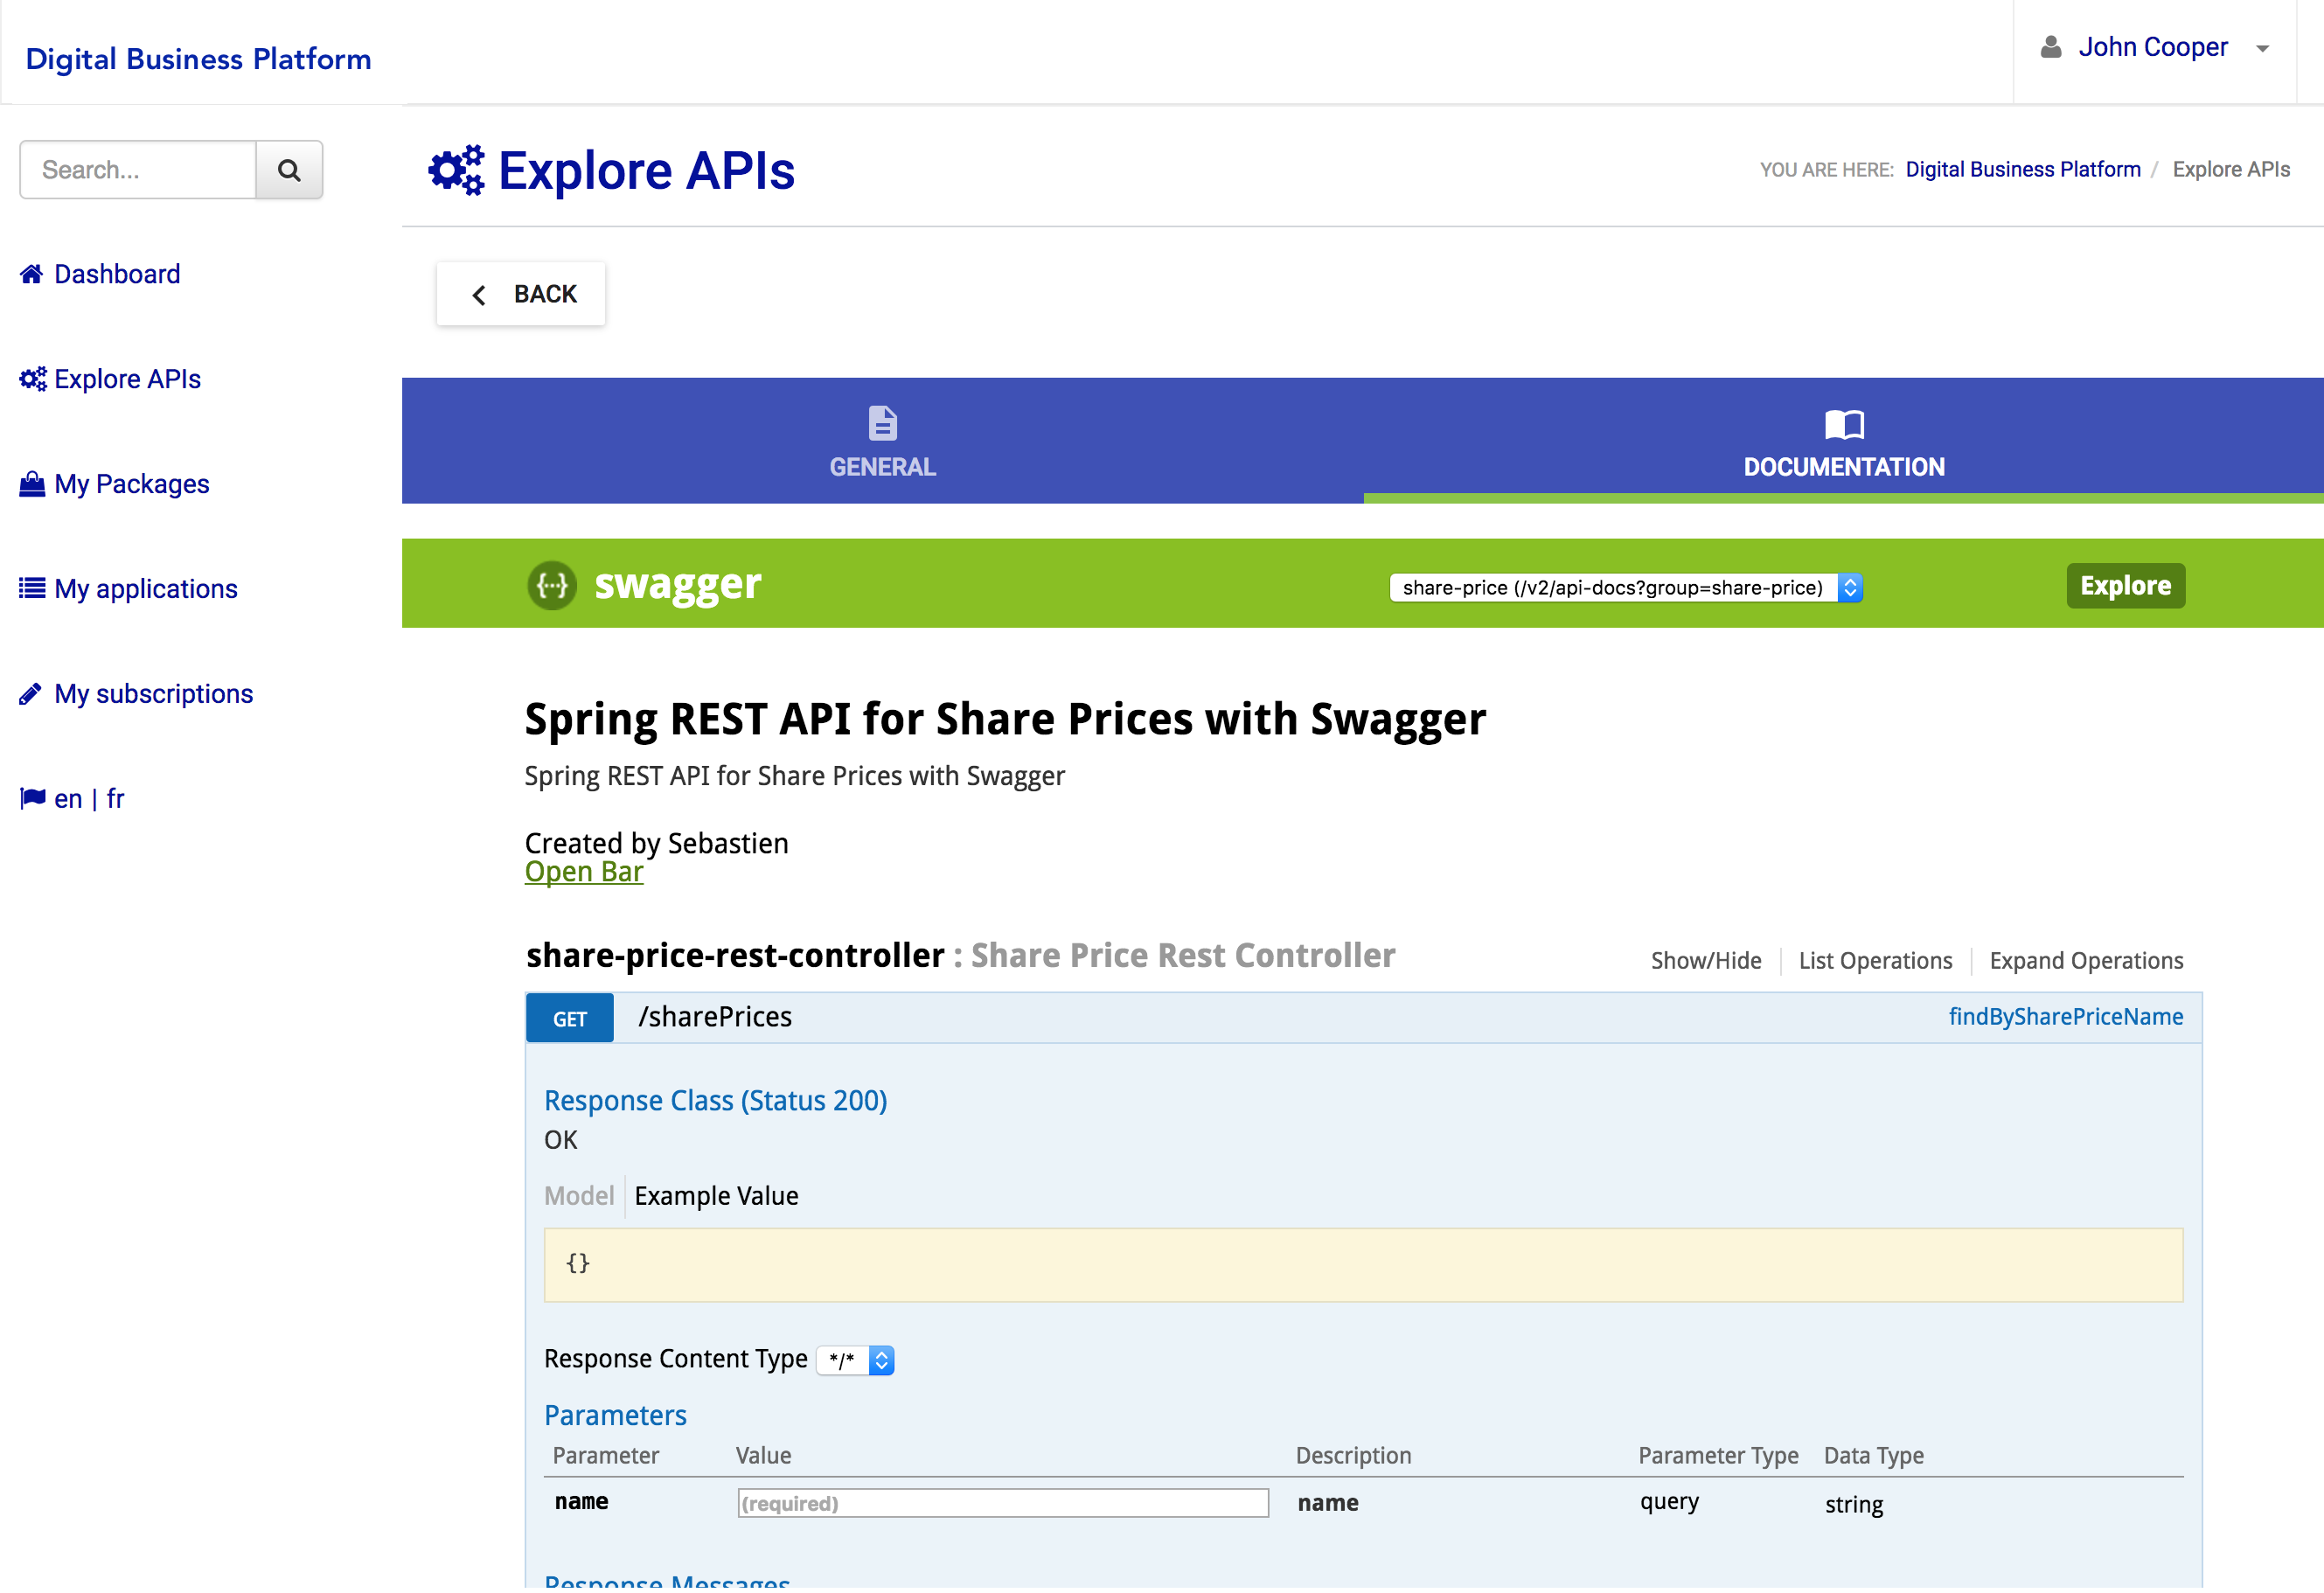 Digital Business Platform
John Cooper
Search...
Explore APIs
YOU ARE HERE: Digital Business Platform / Explore APIs
Dashboard
Explore APIs
My Packages
My applications
My subscriptions
en | fr
BACK
GENERAL
DOCUMENTATION
{···} swagger
share-price (/v2/api-docs?group=share-price)
Explore
Spring REST API for Share Prices with Swagger
Spring REST API for Share Prices with Swagger
Created by Sebastien
Open Bar
share-price-rest-controller : Share Price Rest Controller
Show/Hide
List Operations
Expand Operations
GET /sharePrices
findBySharePriceName
Response Class (Status 200)
OK
Model
Example Value
{}
Response Content Type */*
Parameters
Parameter Value Description Parameter Type Data Type
name (required) name query string
Response Messages